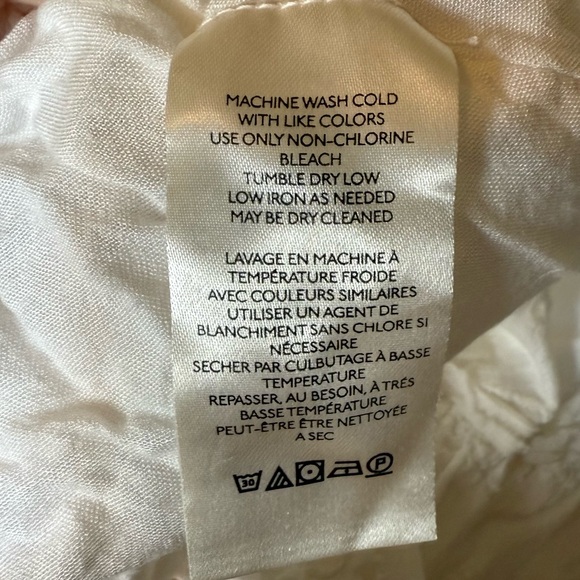 MACHINE WASH COLD
WITH LIKE COLORS
USE ONLY NON-CHLORINE
BLEACH
TUMBLE DRY LOW
LOW IRON AS NEEDED
MAY BE DRY CLEANED
LAVAGE EN MACHINE À
TEMPÉRATURE FROIDE
AVEC COULEURS SIMILAIRES
UTILISER UN AGENT DE
BLANCHIMENT SANS CHLORE SI
NÉCESSAIRE
SECHER PAR CULBUTAGE À BASSE
TEMPERATURE
REPASSER, AU BESOIN, À TRÉS
BASSE TEMPÉRATURE
PEUT-ÊTRE ÊTRE NETTOYÉE
A SEC
30 P